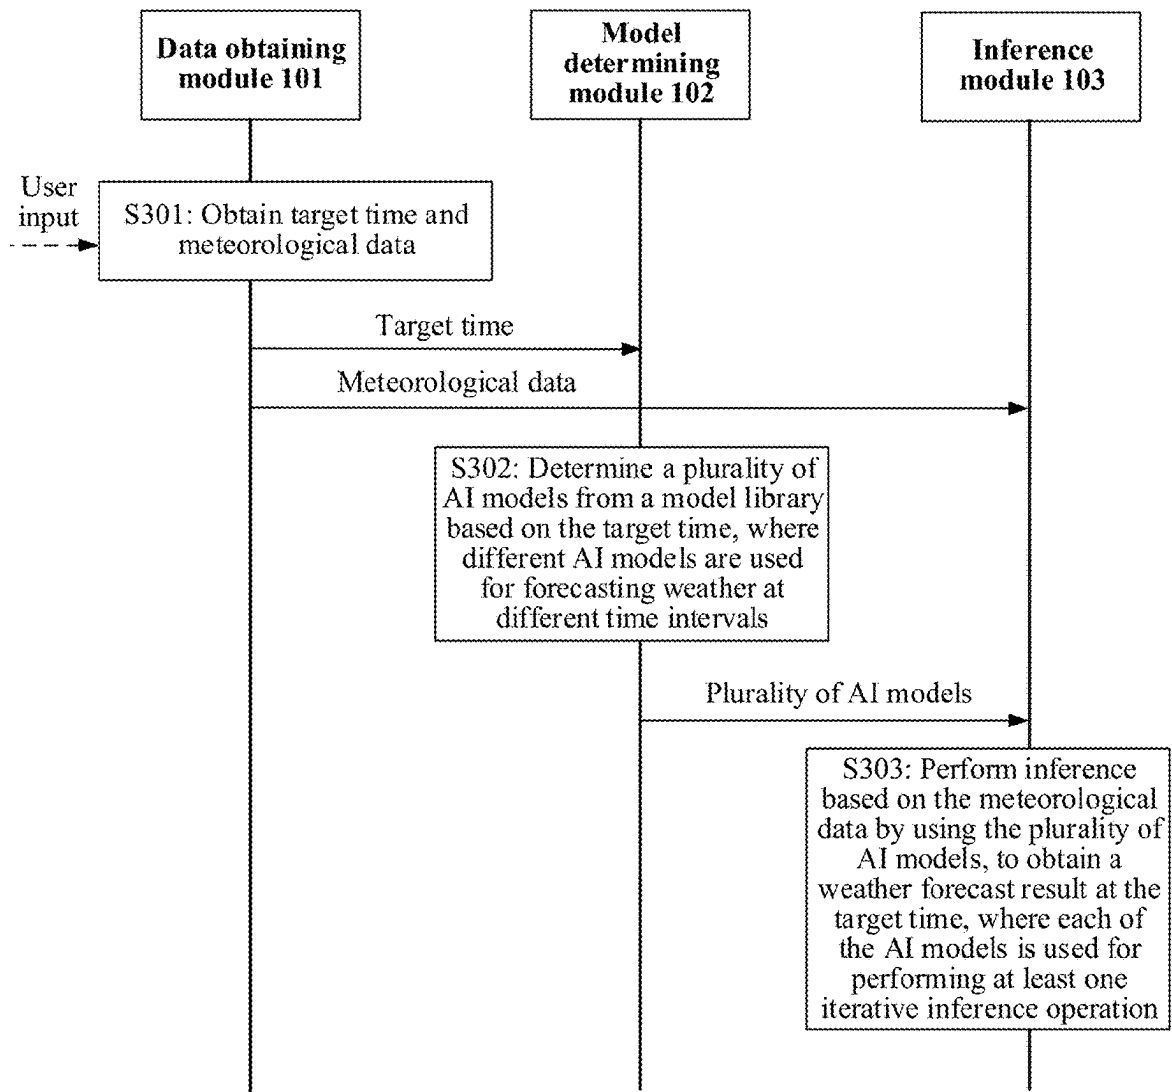 Data obtaining
module 101
Model
determining
module 102
Inference
module 103
User
input
S301: Obtain target time and
meteorological data
Target time
Meteorological data
S302: Determine a plurality of
AI models from a model library
based on the target time, where
different AI models are used
for forecasting weather at
different time intervals
Plurality of AI models
S303: Perform inference
based on the meteorological
data by using the plurality of
AI models, to obtain a
weather forecast result at the
target time, where each of
the AI models is used for
performing at least one
iterative inference operation